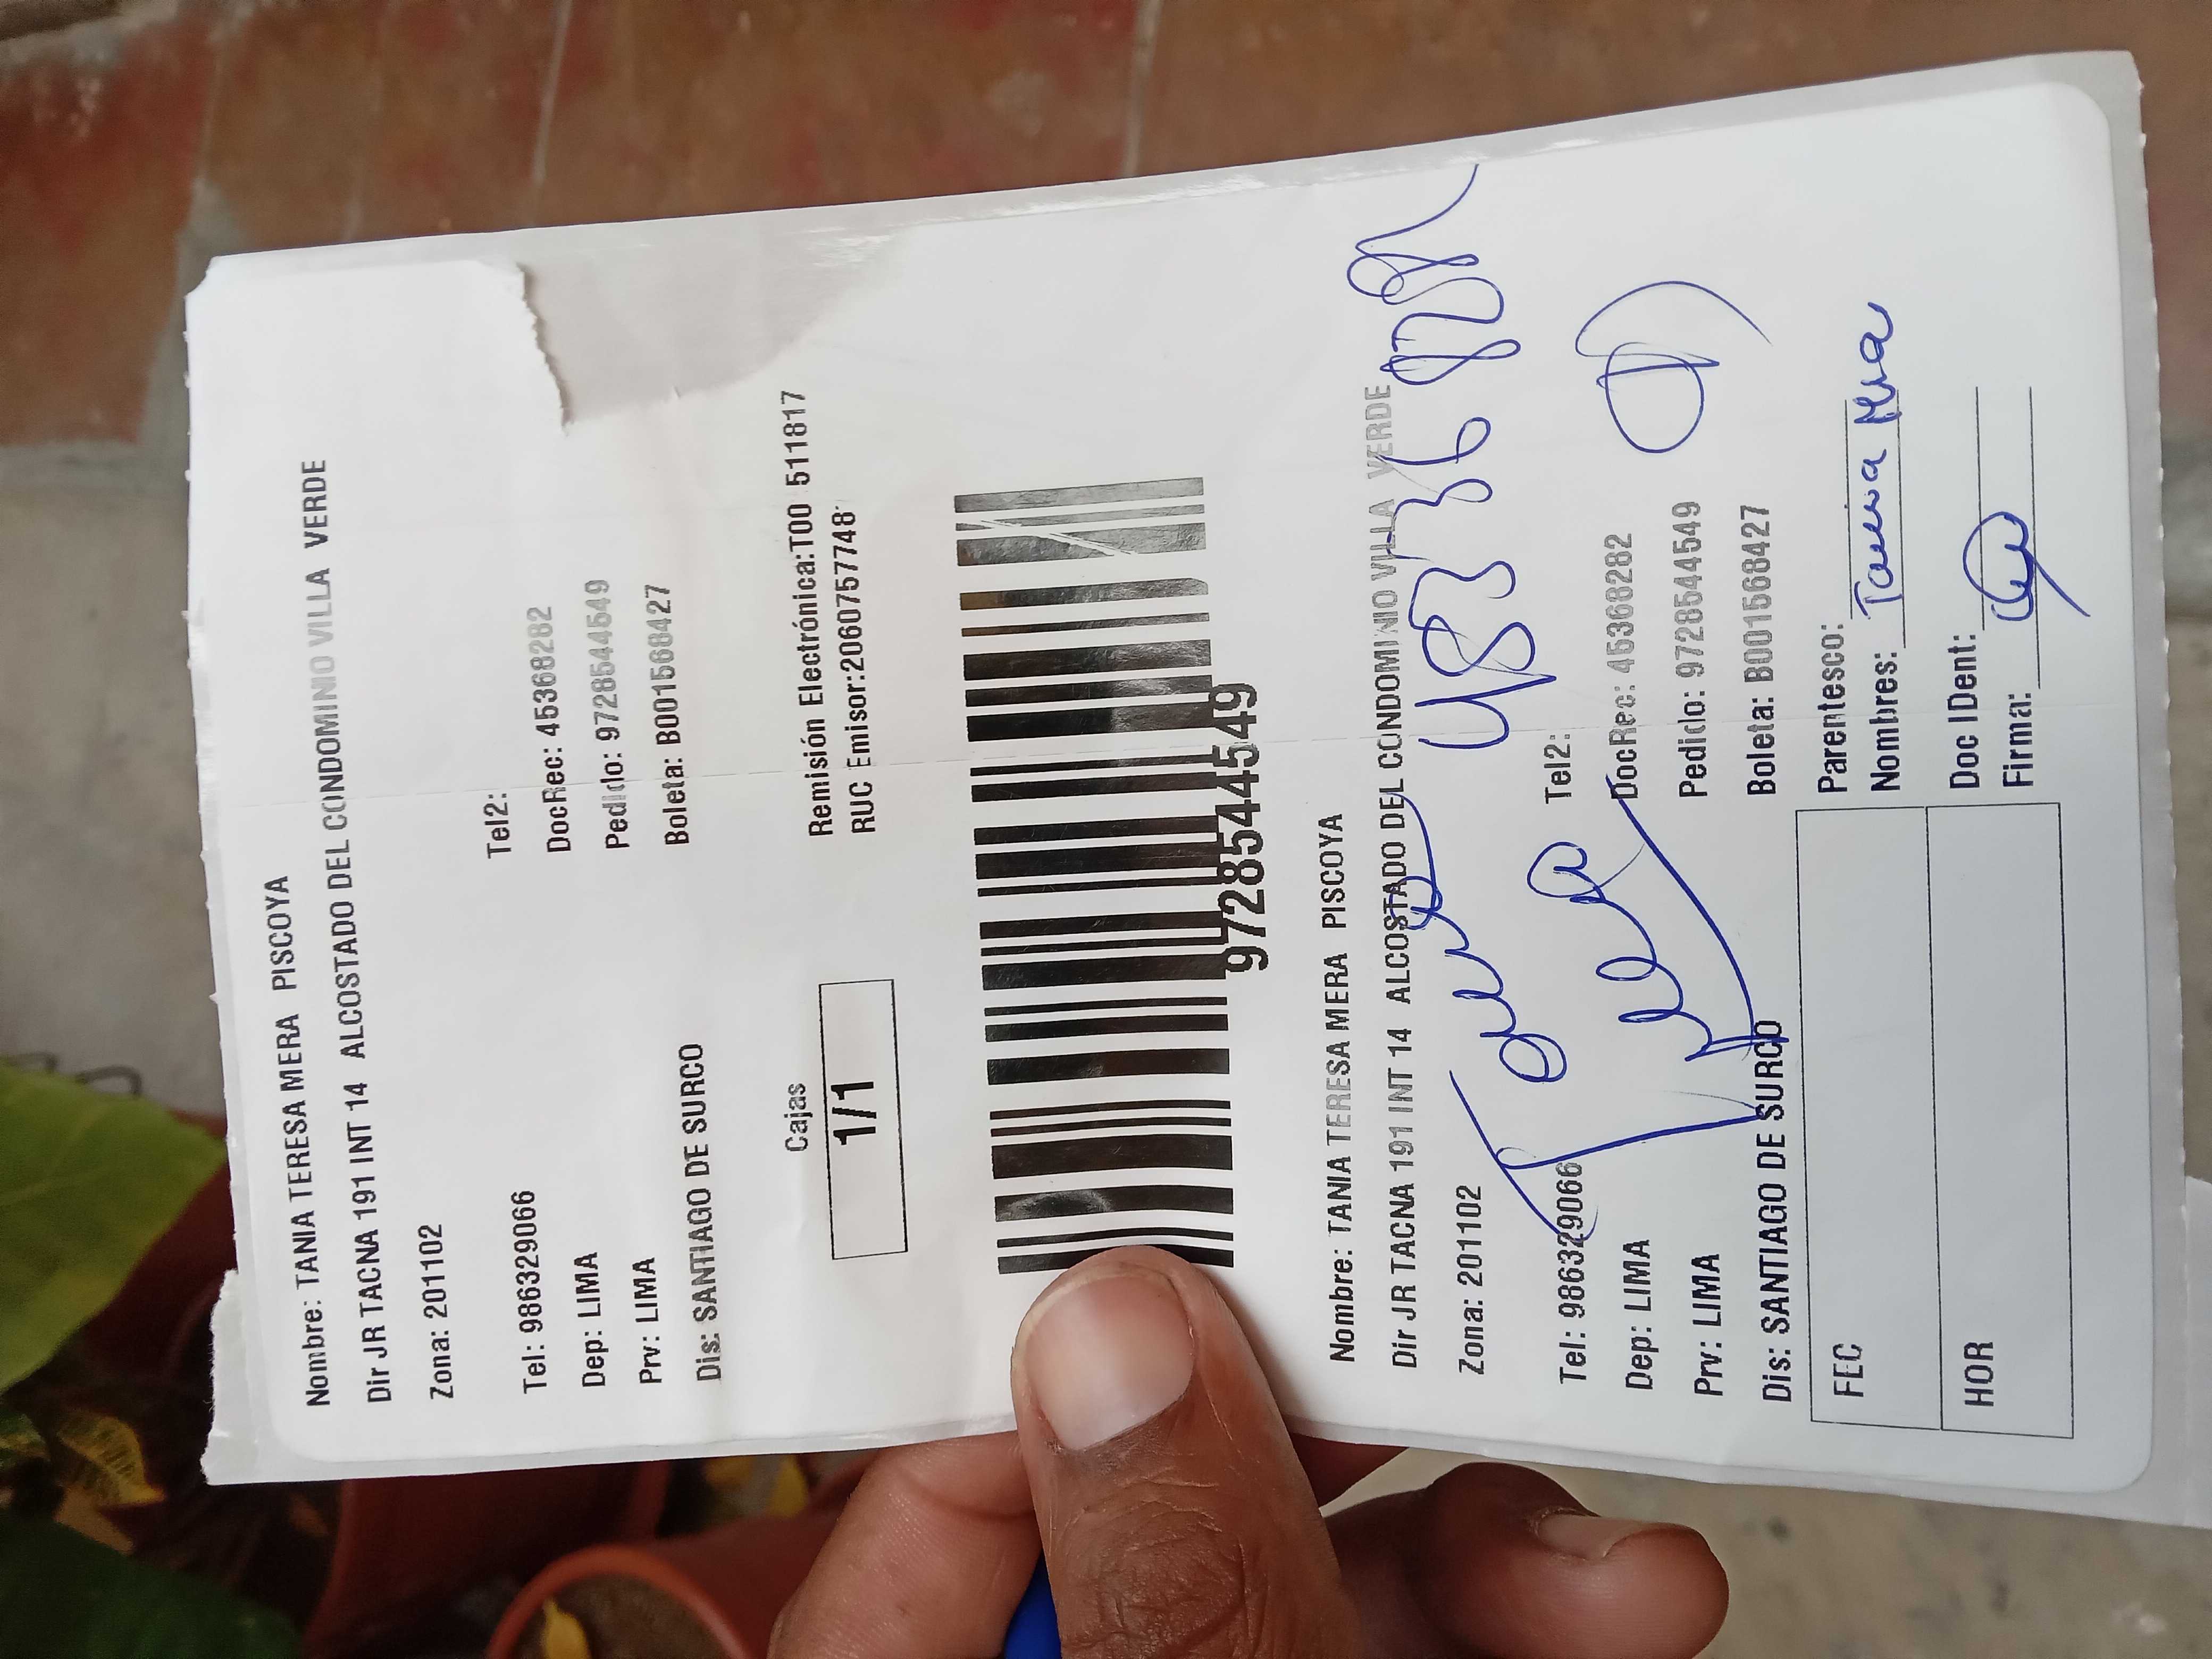 Nombre: TANIA TERESA MERA PISCOYA
Dir JR TACNA 191 INT 14 ALCOSTADO DEL CONDOMINIO VILLA VERDE
Zona: 201102
Tel: 986329066 Tel2:
Dep: LIMA DocRec: 45368282
Prv: LIMA Pedido: 9728544549
Dis: SANTIAGO DE SURCO Boleta: B001568427
Cajas
1/1
Remisión Electrónica:T00 511817
RUC Emisor:2060757748
9728544549
Nombre: TANIA TERESA MERA PISCOYA
Dir JR TACNA 191 INT 14 ALCOSTADO DEL CONDOMINIO VILLA VERDE
Zona: 201102
Tania
Tel: 986329066 Tel2:
Mera
Dep: LIMA DocRec: 45368282
Prv: LIMA Pedido: 9728544549
Dis: SANTIAGO DE SURCO Boleta: B001568427
FEC
Parentesco:
Nombres: Tania Mera
HOR
Doc IDent:
Firma: